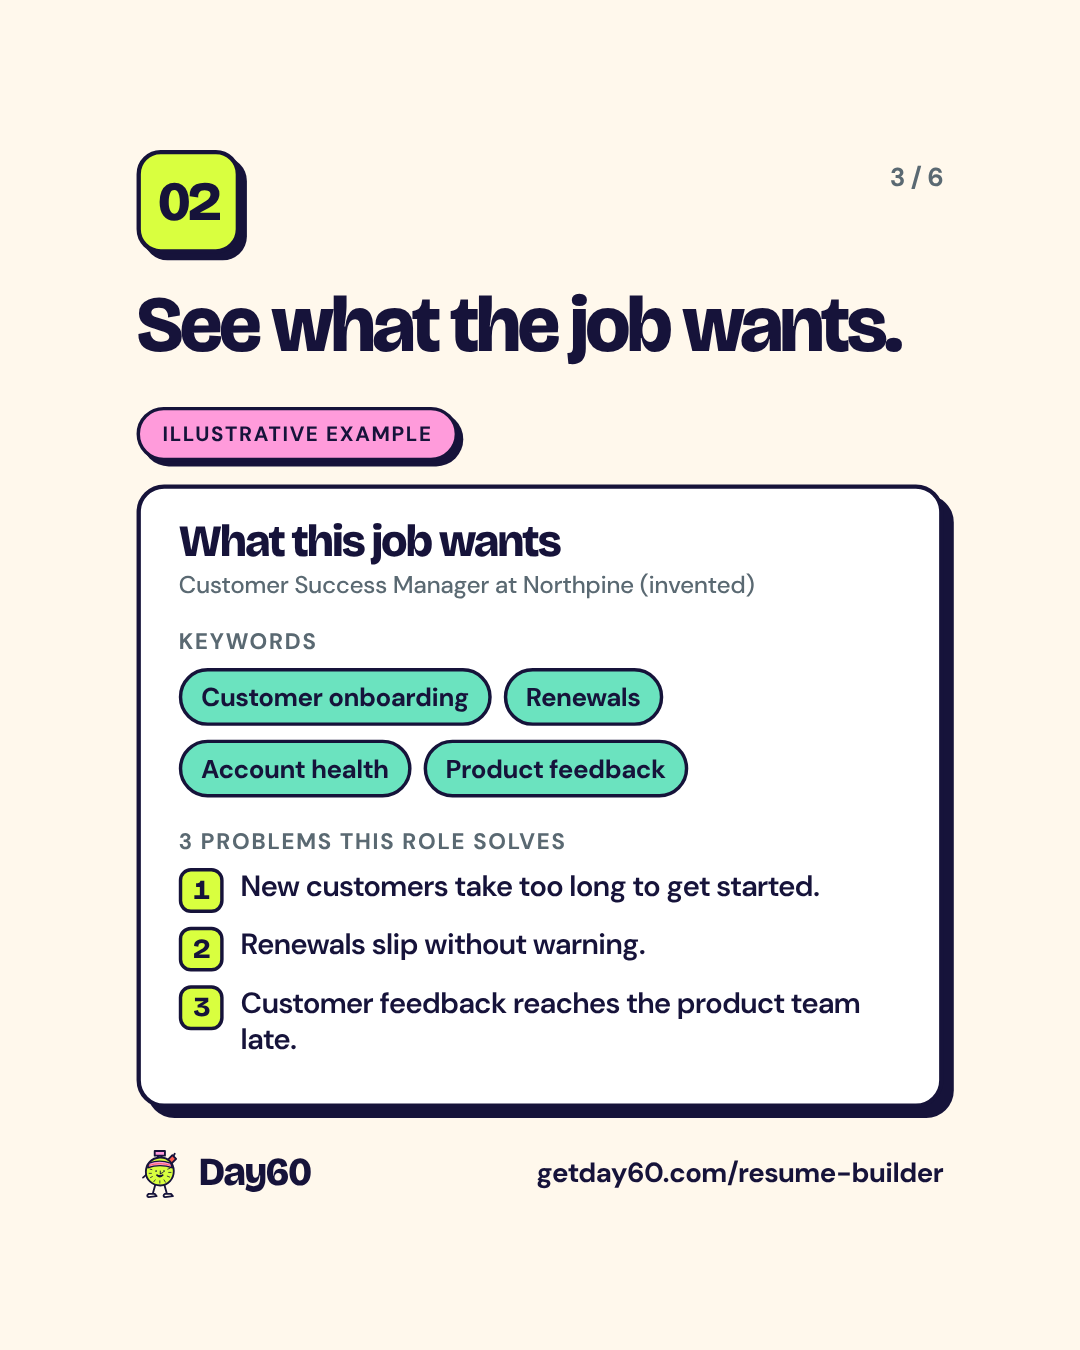 02
3 / 6
See what the job wants.
ILLUSTRATIVE EXAMPLE
What this job wants
Customer Success Manager at Northpine (invented)
KEYWORDS
Customer onboarding
Renewals
Account health
Product feedback
3 PROBLEMS THIS ROLE SOLVES
1 New customers take too long to get started.
2 Renewals slip without warning.
3 Customer feedback reaches the product team
late.
Day60
getday60.com/resume-builder